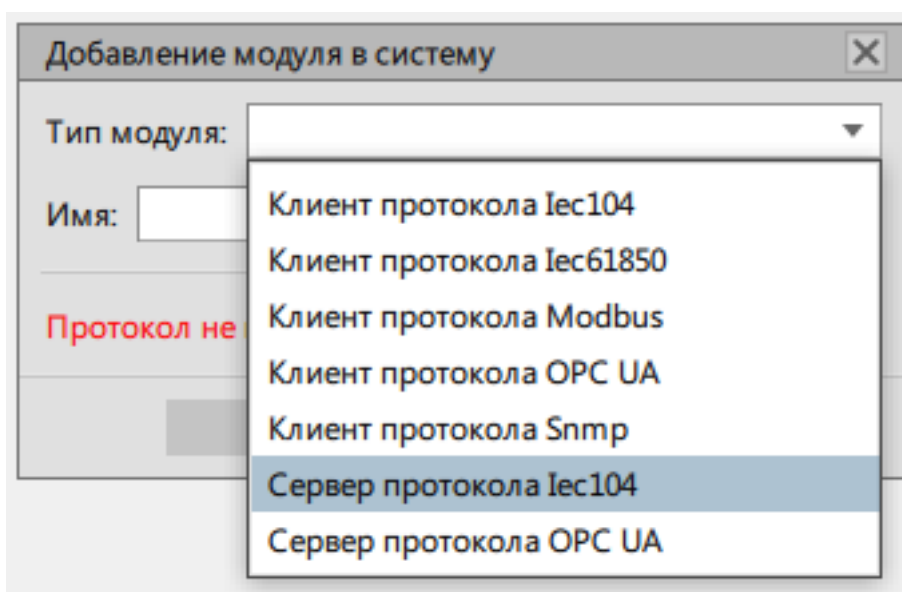 Добавление модуля в систему
Тип модуля:
Имя:
Протокол не
Клиент протокола Iec104
Клиент протокола Iec61850
Клиент протокола Modbus
Клиент протокола OPC UA
Клиент протокола Snmp
Сервер протокола Iec104
Сервер протокола OPC UA